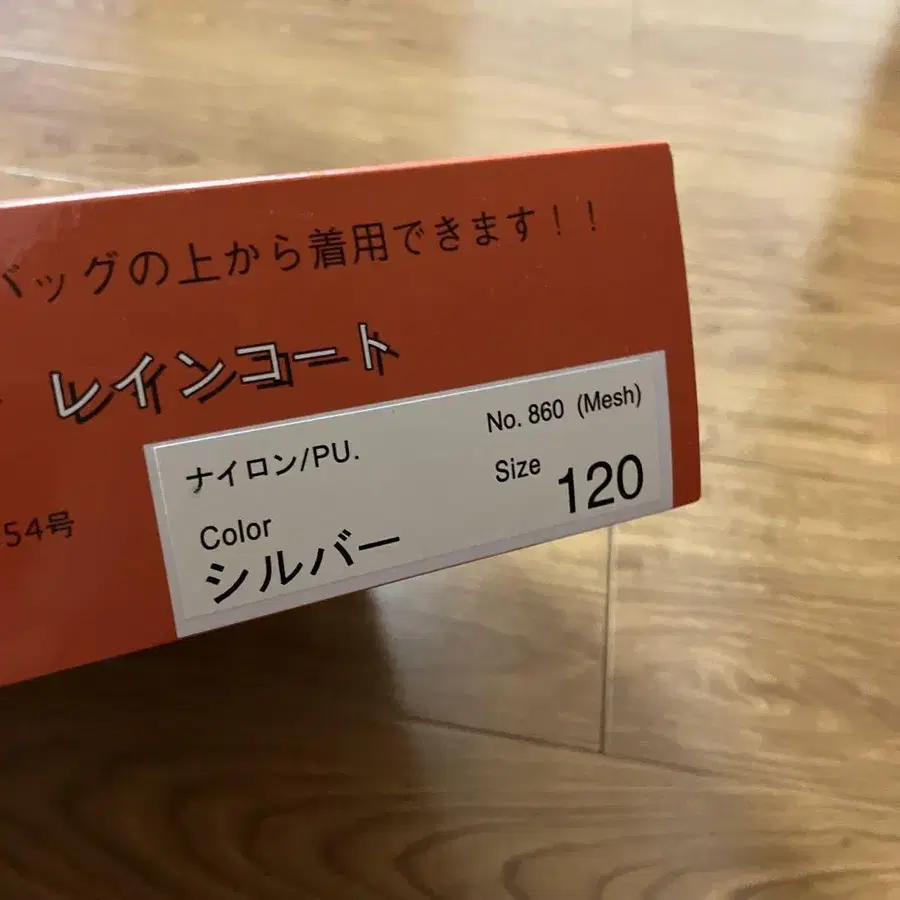 バッグの上から着用できます！！
レインコート
ナイロン/PU.
No. 860 (Mesh)
Size 120
Color
シルバー
54号